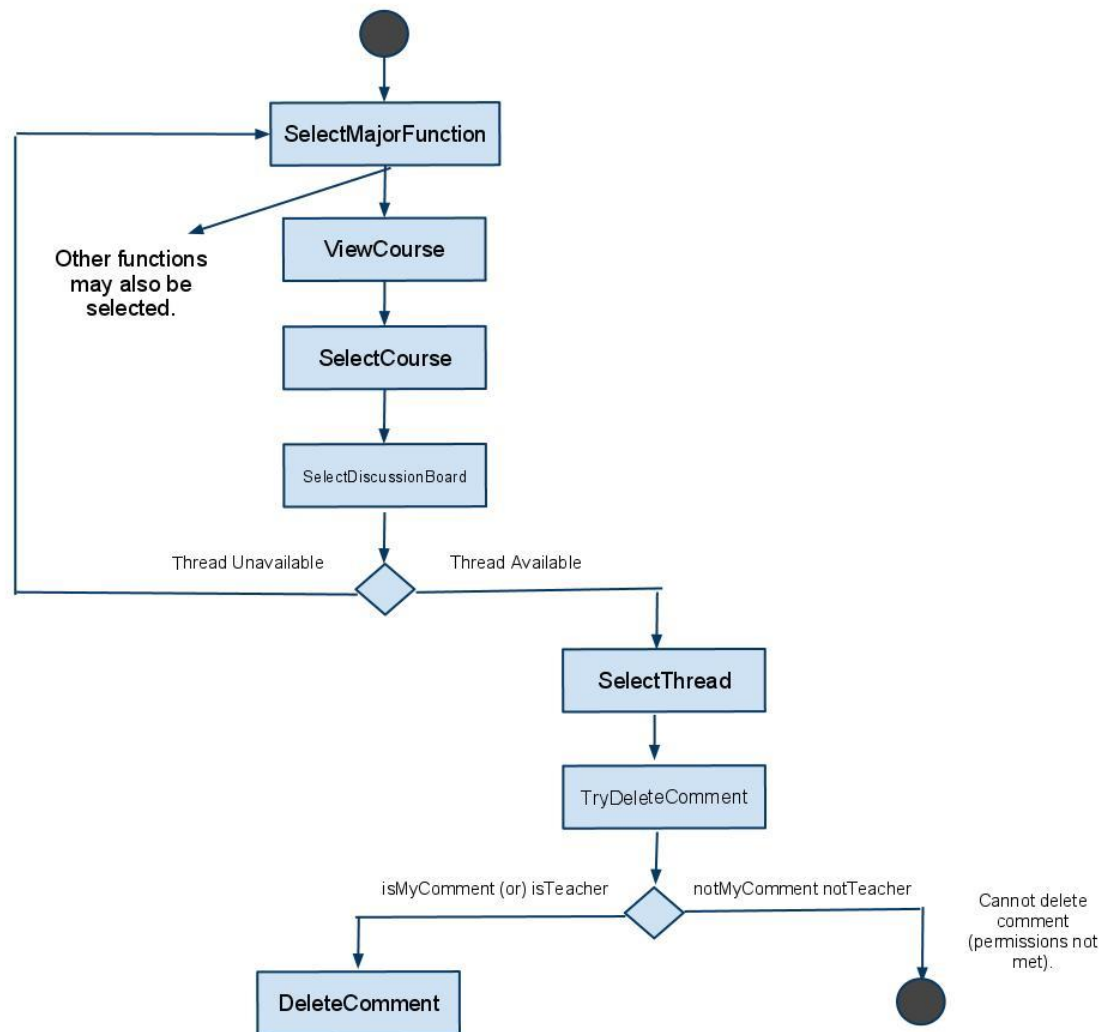 SelectMajorFunction
ViewCourse
Other functions
may also be
selected.
SelectCourse
SelectDiscussionBoard
Thread Unavailable
Thread Available
SelectThread
TryDeleteComment
isMyComment (or) isTeacher
notMyComment notTeacher
Cannot delete
comment
(permissions not
met).
DeleteComment